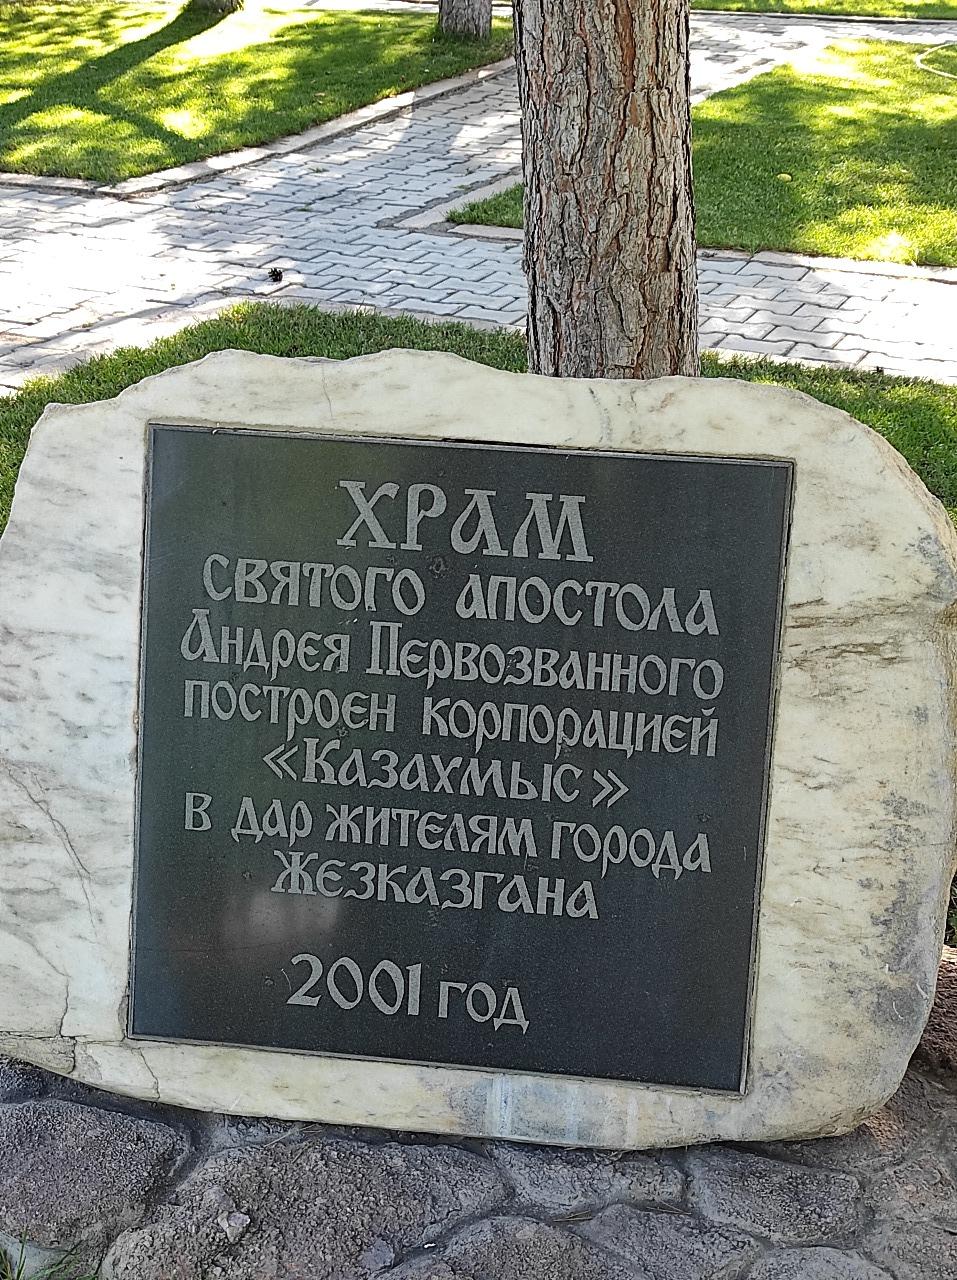 ХРАМ
СВЯТОГО АПОСТОЛА
АНДРЕЯ ПЕРВОЗВАННОГО
ПОСТРОЕН КОРПОРАЦИЕЙ
«КАЗАХМЫС»
В ДАР ЖИТЕЛЯМ ГОРОДА
ЖЕЗКАЗГАНА
2001 ГОД